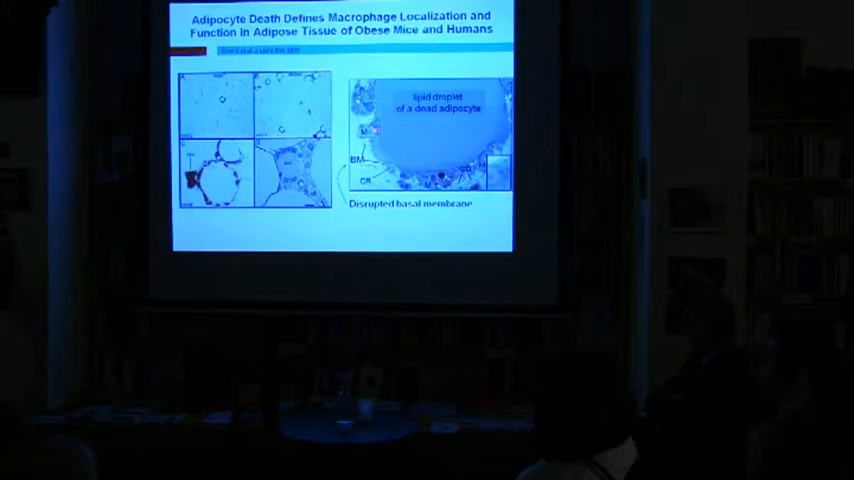 Adipocyte Death Defines Macrophage Localization and
Function in Adipose Tissue of Obese Mice and Humans
lipid droplet
of a dead adipocyte
M
BM
CR
M
Disrupted basal membrane